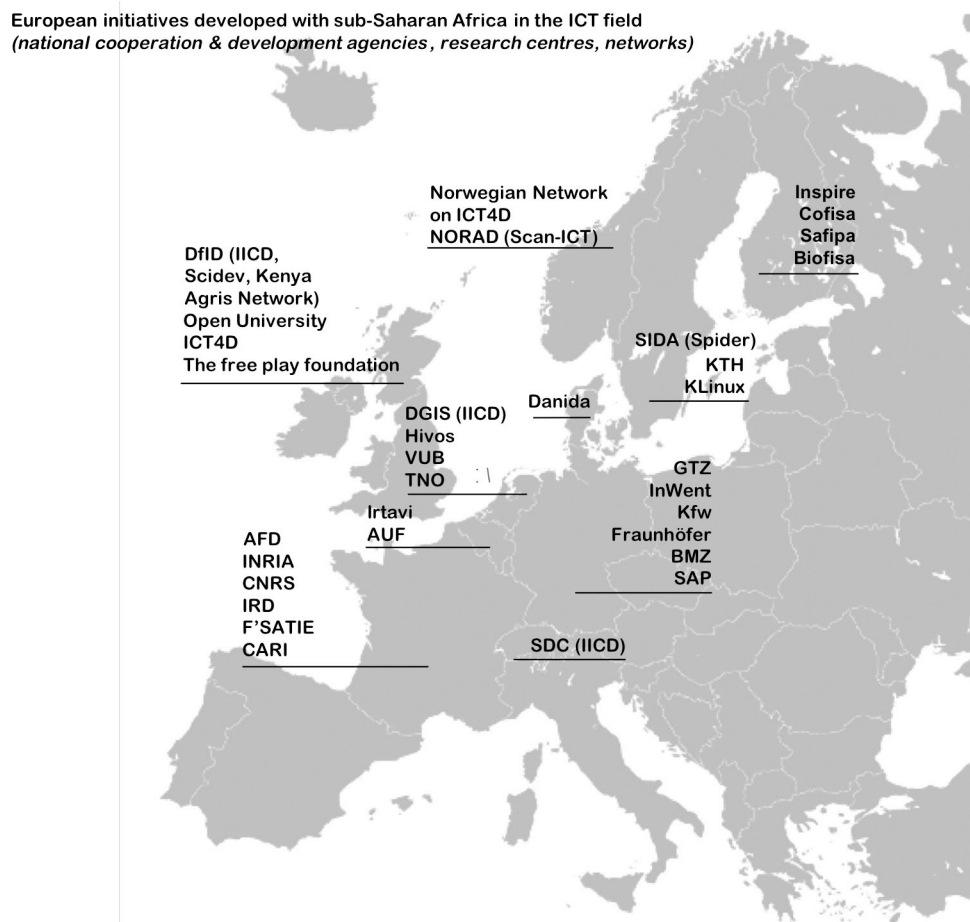 European initiatives developed with sub-Saharan Africa in the ICT field
(national cooperation & development agencies, research centres, networks)
Norwegian Network
on ICT4D
NORAD (Scan-ICT)
Inspire
Cofisa
Safipa
Biofisa
DfID (IICD,
Scidev, Kenya
Agris Network)
Open University
ICT4D
The free play foundation
SIDA (Spider)
KTH
KLinux
Danida
DGIS (IICD)
Hivos
VUB
TNO
GTZ
InWent
Kfw
Fraunhöfer
BMZ
SAP
Irtavi
AUF
AFD
INRIA
CNRS
IRD
F'SATIE
CARI
SDC (IICD)